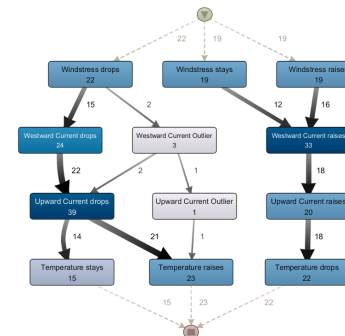 22
19
19
Windstress drops
22
Windstress stays
19
Windstress raises
19
15
2
12
16
Westward Current drops
24
Westward Current Outlier
3
Westward Current raises
33
22
2
1
18
Upward Current drops
39
Upward Current Outlier
1
Upward Current raises
20
14
21
1
18
Temperature stays
15
Temperature raises
23
Temperature drops
22
15
23
22